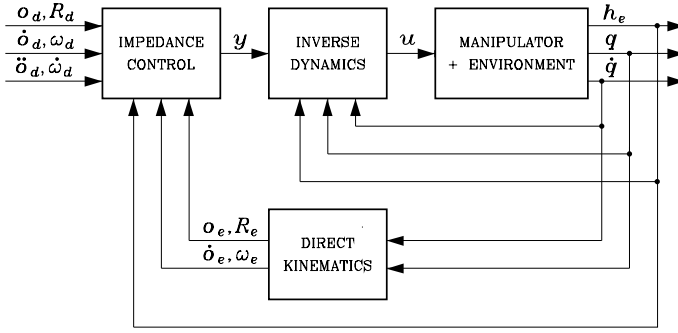 o_d, R_d
ȯ_d, ω_d
ö_d, ω̇_d
IMPEDANCE
CONTROL
y
INVERSE
DYNAMICS
u
MANIPULATOR
+ ENVIRONMENT
h_e
q
q̇
o_e, R_e
ȯ_e, ω_e
DIRECT
KINEMATICS